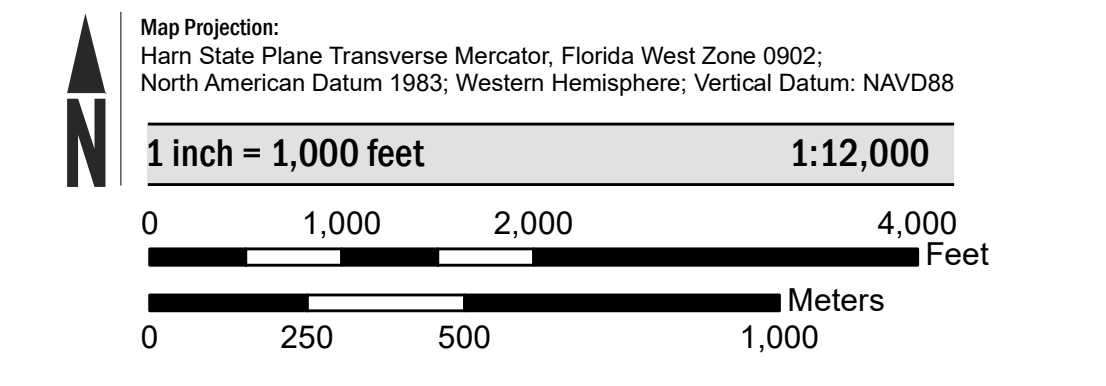 N
Map Projection:
Harn State Plane Transverse Mercator, Florida West Zone 0902;
North American Datum 1983; Western Hemisphere; Vertical Datum: NAVD88
1 inch = 1,000 feet 1:12,000
0 1,000 2,000 4,000
Feet
Meters
0 250 500 1,000